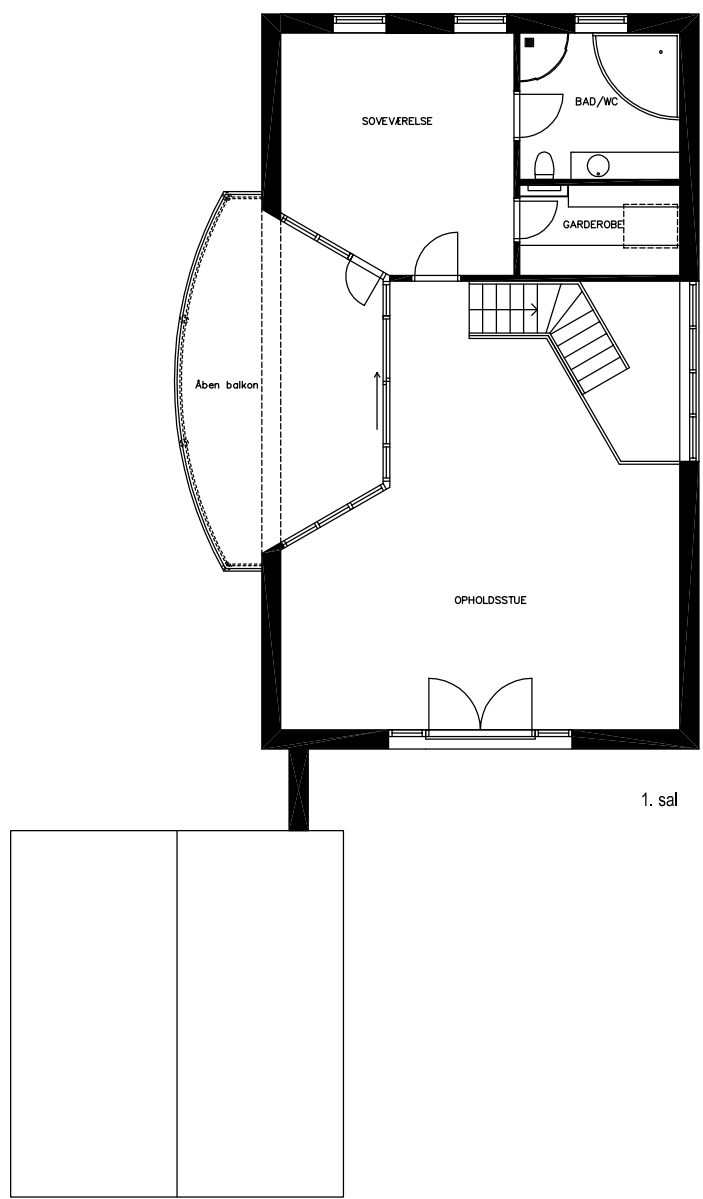 BAD/WC
SOVEVÆRELSE
GARDEROBE
Åben balkon
OPHOLDSSTUE
1. sal